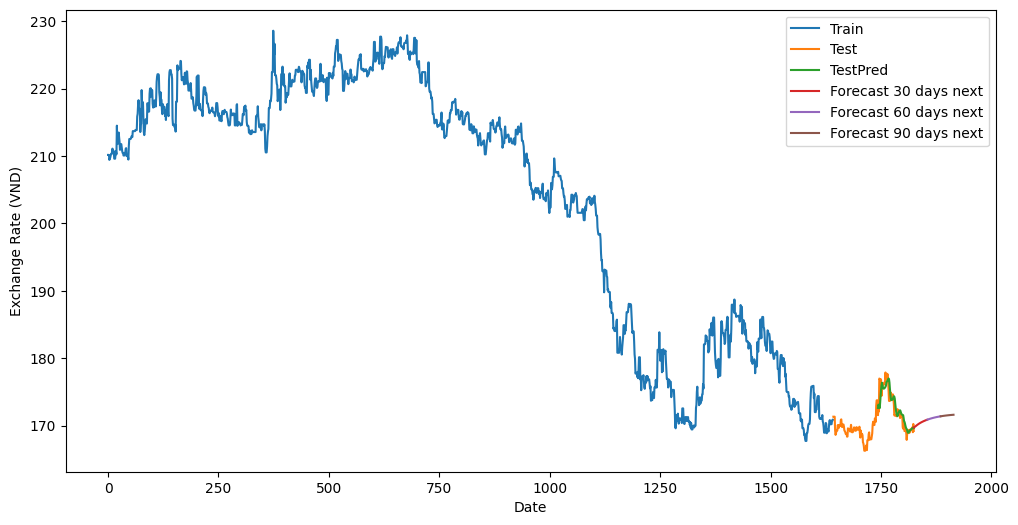 230
220
210
200
190
180
170
Exchange Rate (VND)
0
250
500
750
1000
1250
1500
1750
2000
Date
Train
Test
TestPred
Forecast 30 days next
Forecast 60 days next
Forecast 90 days next